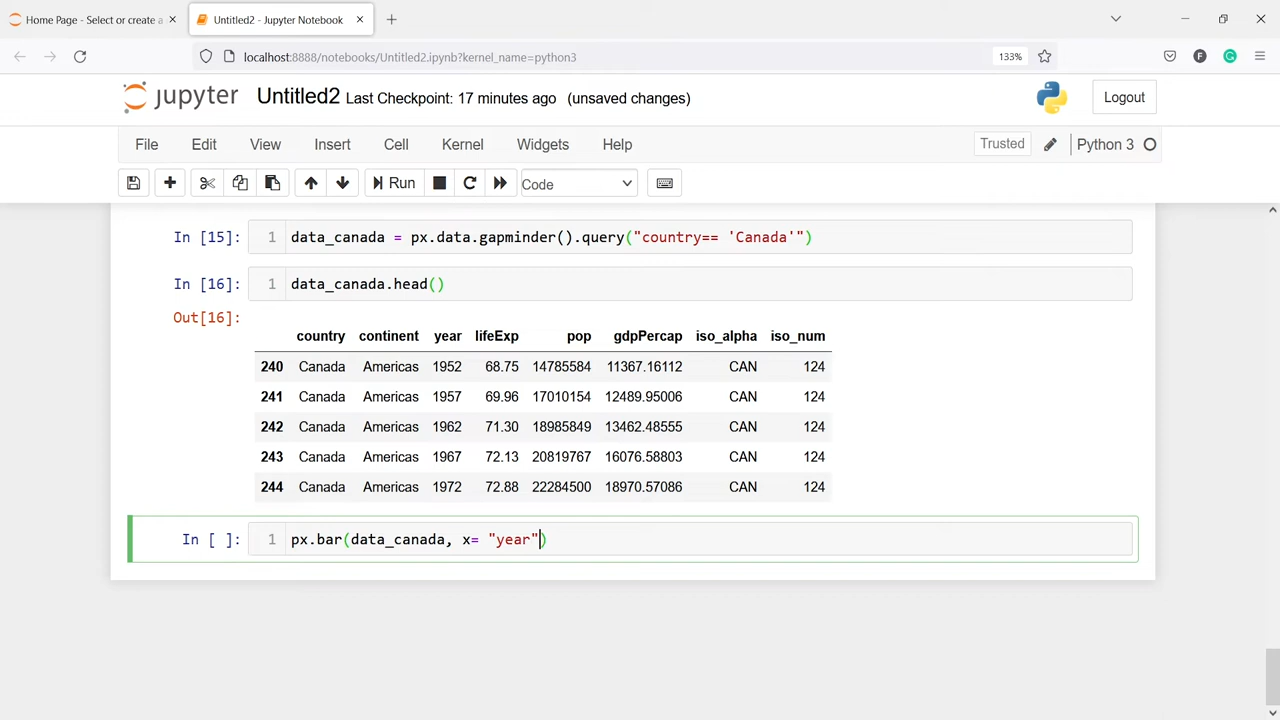 Home Page - Select or create a
Untitled2 - Jupyter Notebook
localhost:8888/notebooks/Untitled2.ipynb?kernel_name=python3
133%
jupyter Untitled2 Last Checkpoint: 17 minutes ago (unsaved changes)
Logout
File Edit View Insert Cell Kernel Widgets Help
Trusted
Python 3
Run
Code
In [15]: 1 data_canada = px.data.gapminder().query("country== 'Canada'")
In [16]: 1 data_canada.head()
Out[16]:
country continent year lifeExp pop gdpPercap iso_alpha iso_num
240 Canada Americas 1952 68.75 14785584 11367.16112 CAN 124
241 Canada Americas 1957 69.96 17010154 12489.95006 CAN 124
242 Canada Americas 1962 71.30 18985849 13462.48555 CAN 124
243 Canada Americas 1967 72.13 20819767 16076.58803 CAN 124
244 Canada Americas 1972 72.88 22284500 18970.57086 CAN 124
In [ ]: 1 px.bar(data_canada, x= "year")